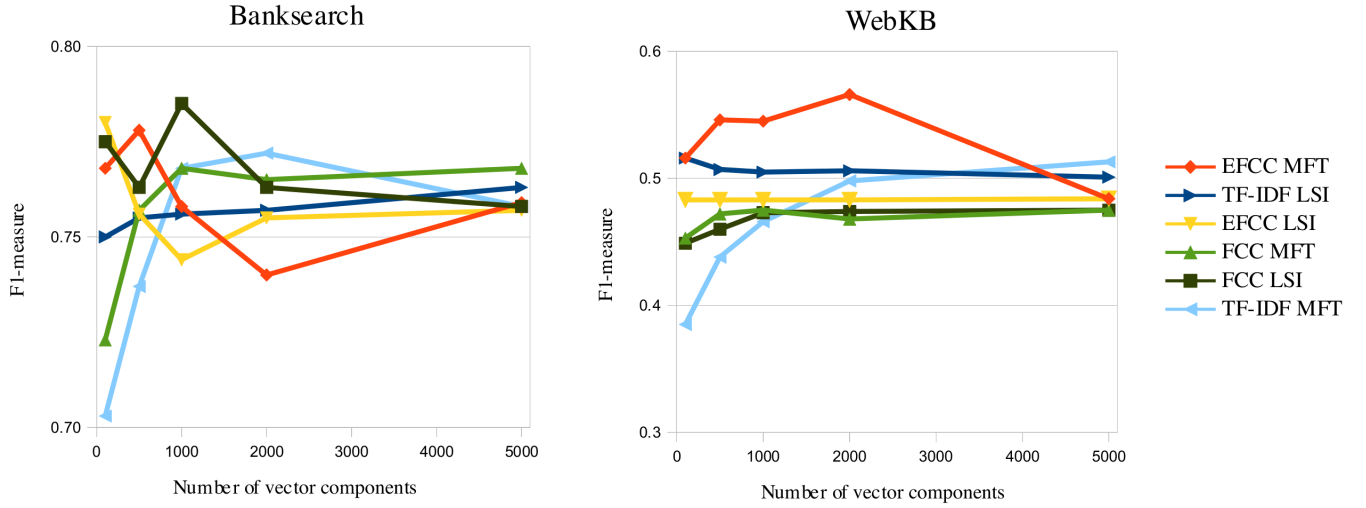 Banksearch
0.80
0.75
0.70
F1-measure
0
1000
2000
3000
4000
5000
Number of vector components
WebKB
0.6
0.5
0.4
0.3
F1-measure
0
1000
2000
3000
4000
5000
Number of vector components
EFCC MFT
TF-IDF LSI
EFCC LSI
FCC MFT
FCC LSI
TF-IDF MFT